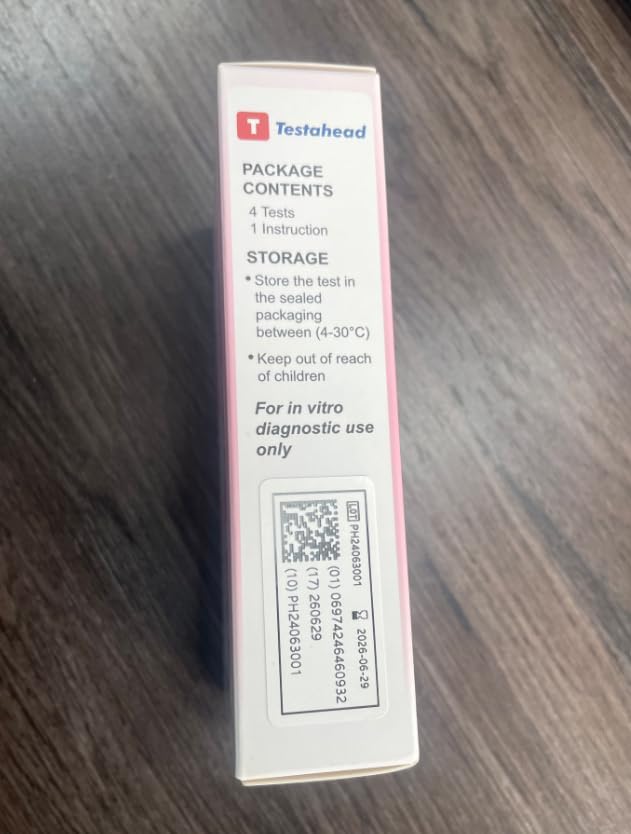 T Testahead
PACKAGE
CONTENTS
4 Tests
1 Instruction
STORAGE
• Store the test in
the sealed
packaging
between (4-30°C)
• Keep out of reach
of children
For in vitro
diagnostic use
only
LOT PH24063001 2026-06-29
(01) 06974246460932
(17) 260629
(10) PH24063001